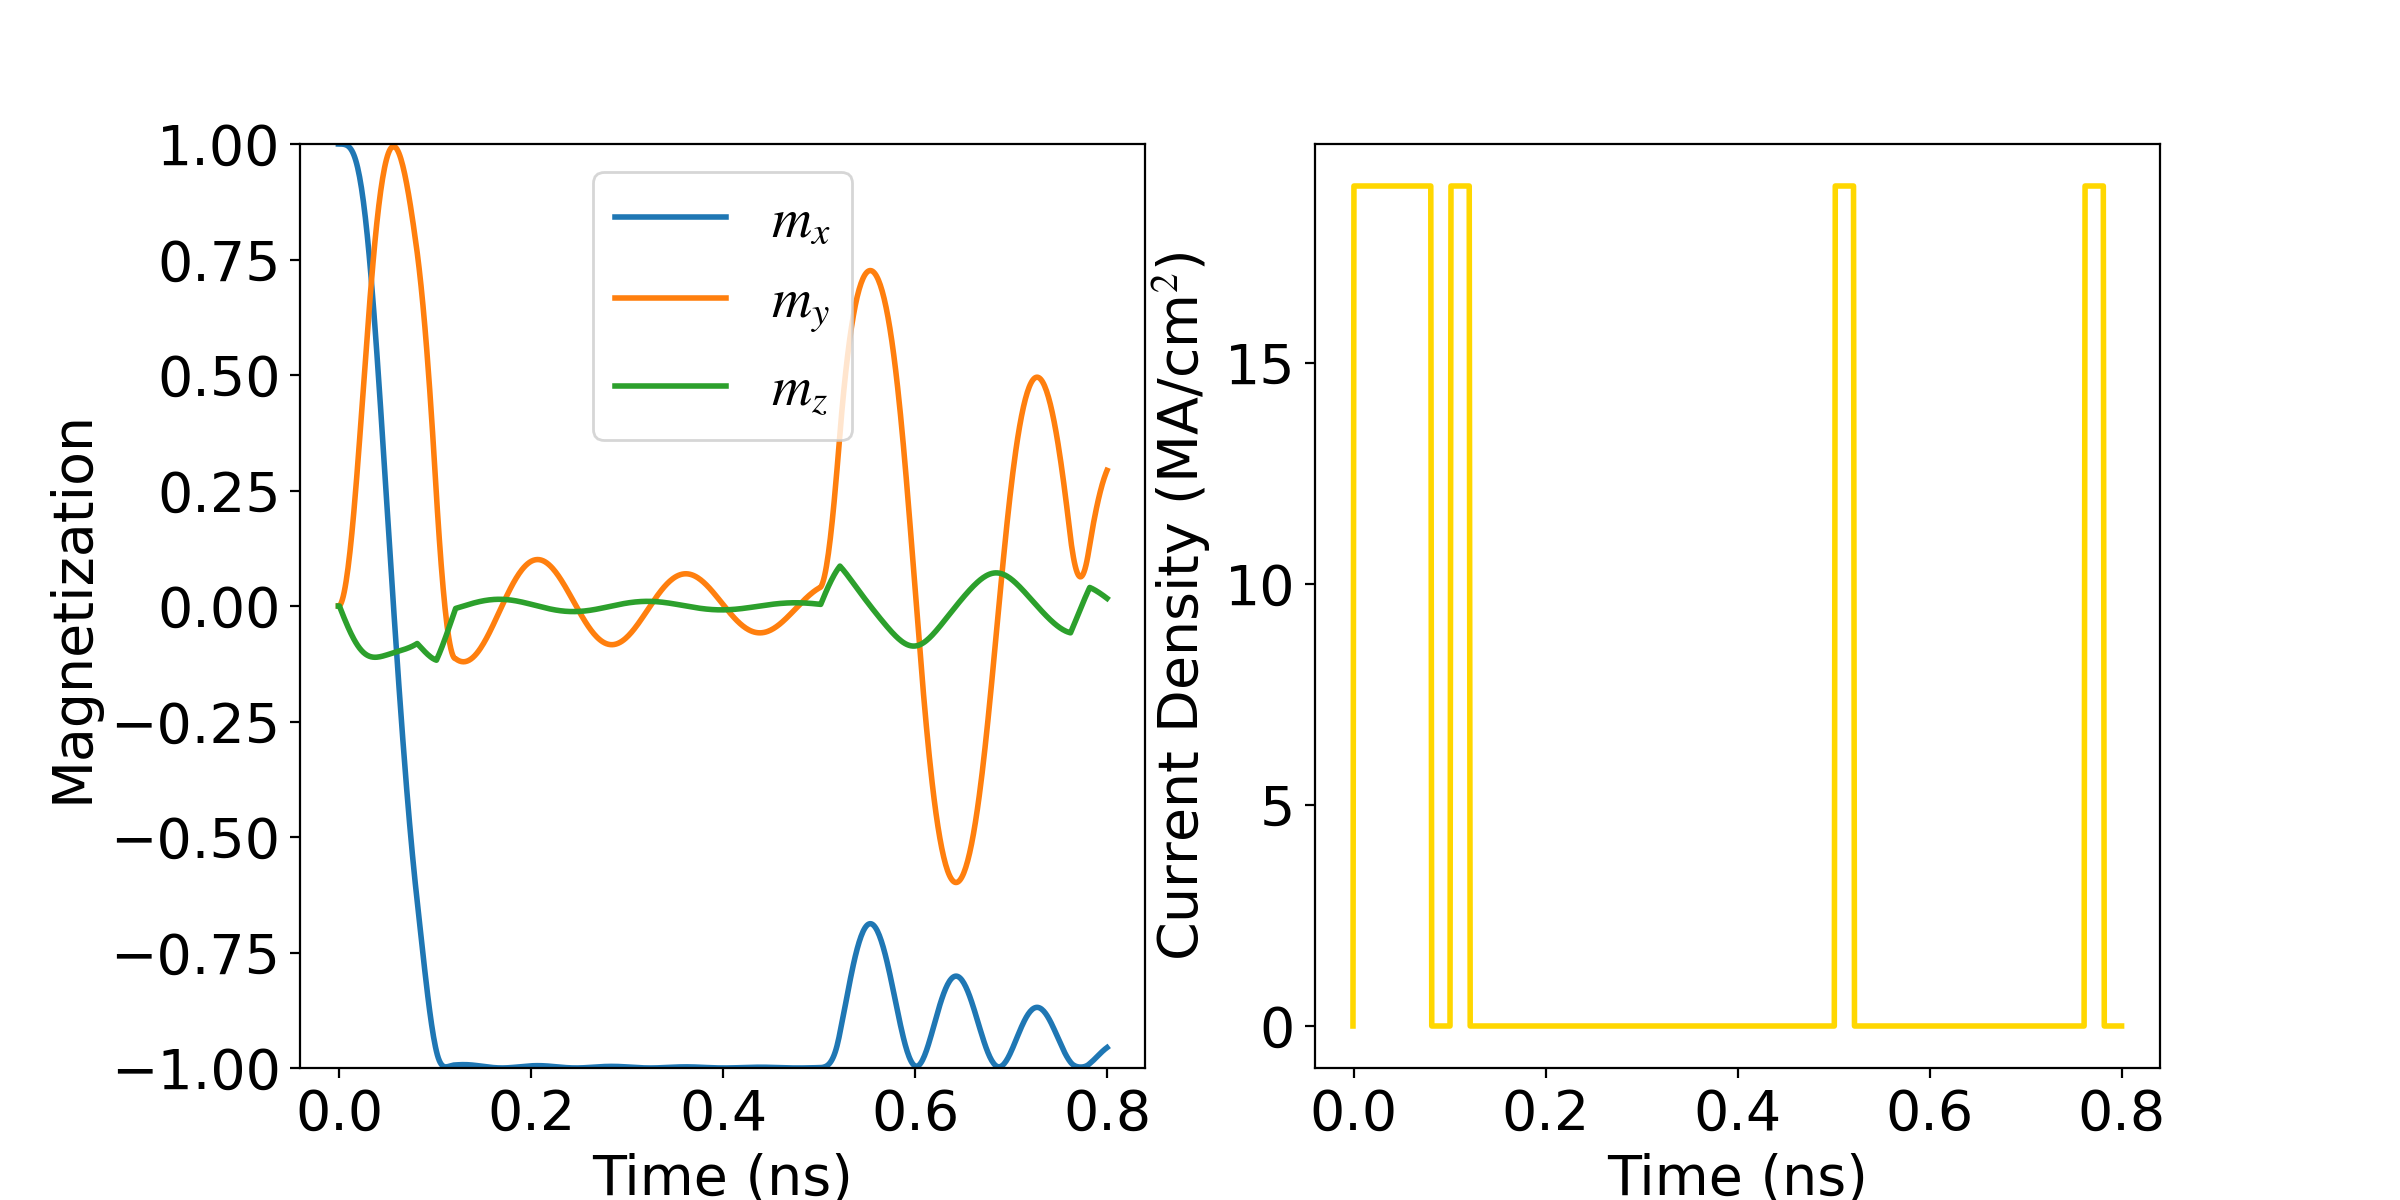 1.00
0.75
0.50
0.25
0.00
−0.25
−0.50
−0.75
−1.00
Magnetization
m_x
m_y
m_z
0.0 0.2 0.4 0.6 0.8
Time (ns)
Current Density (MA/cm²)
15
10
5
0
0.0 0.2 0.4 0.6 0.8
Time (ns)